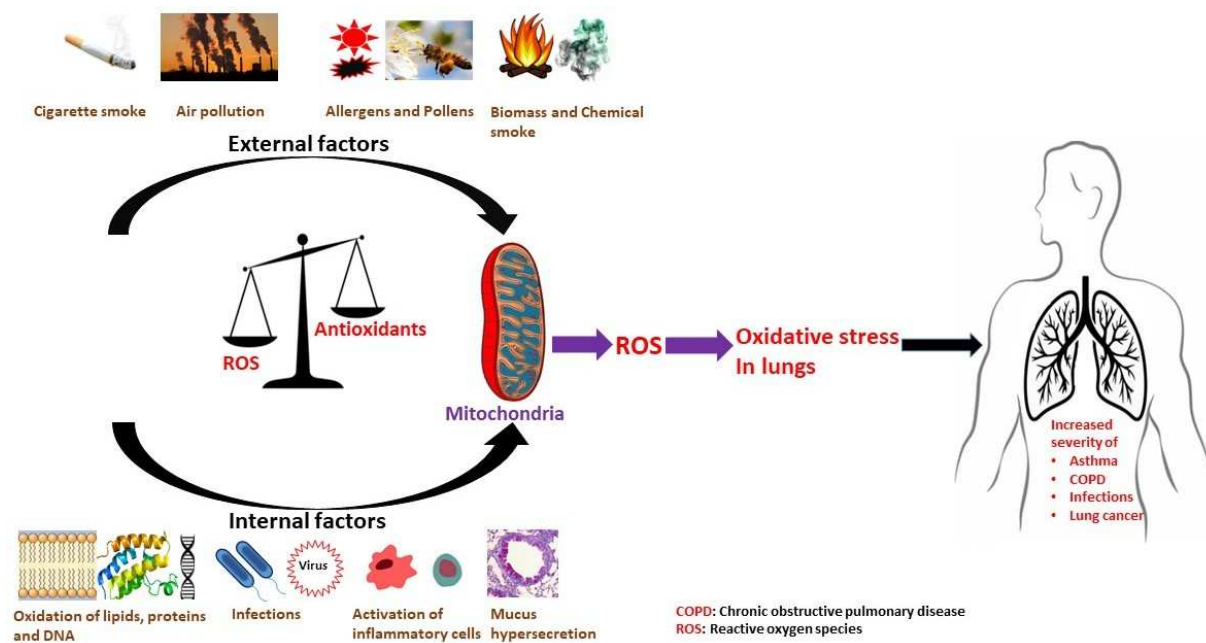 Cigarette smoke
Air pollution
Allergens and Pollens
Biomass and Chemical
smoke
External factors
Antioxidants
ROS
Mitochondria
ROS
Oxidative stress
In lungs
Increased
severity of
• Asthma
• COPD
• Infections
• Lung cancer
Internal factors
Virus
Oxidation of lipids, proteins
and DNA
Infections
Activation of
inflammatory cells
Mucus
hypersecretion
COPD: Chronic obstructive pulmonary disease
ROS: Reactive oxygen species